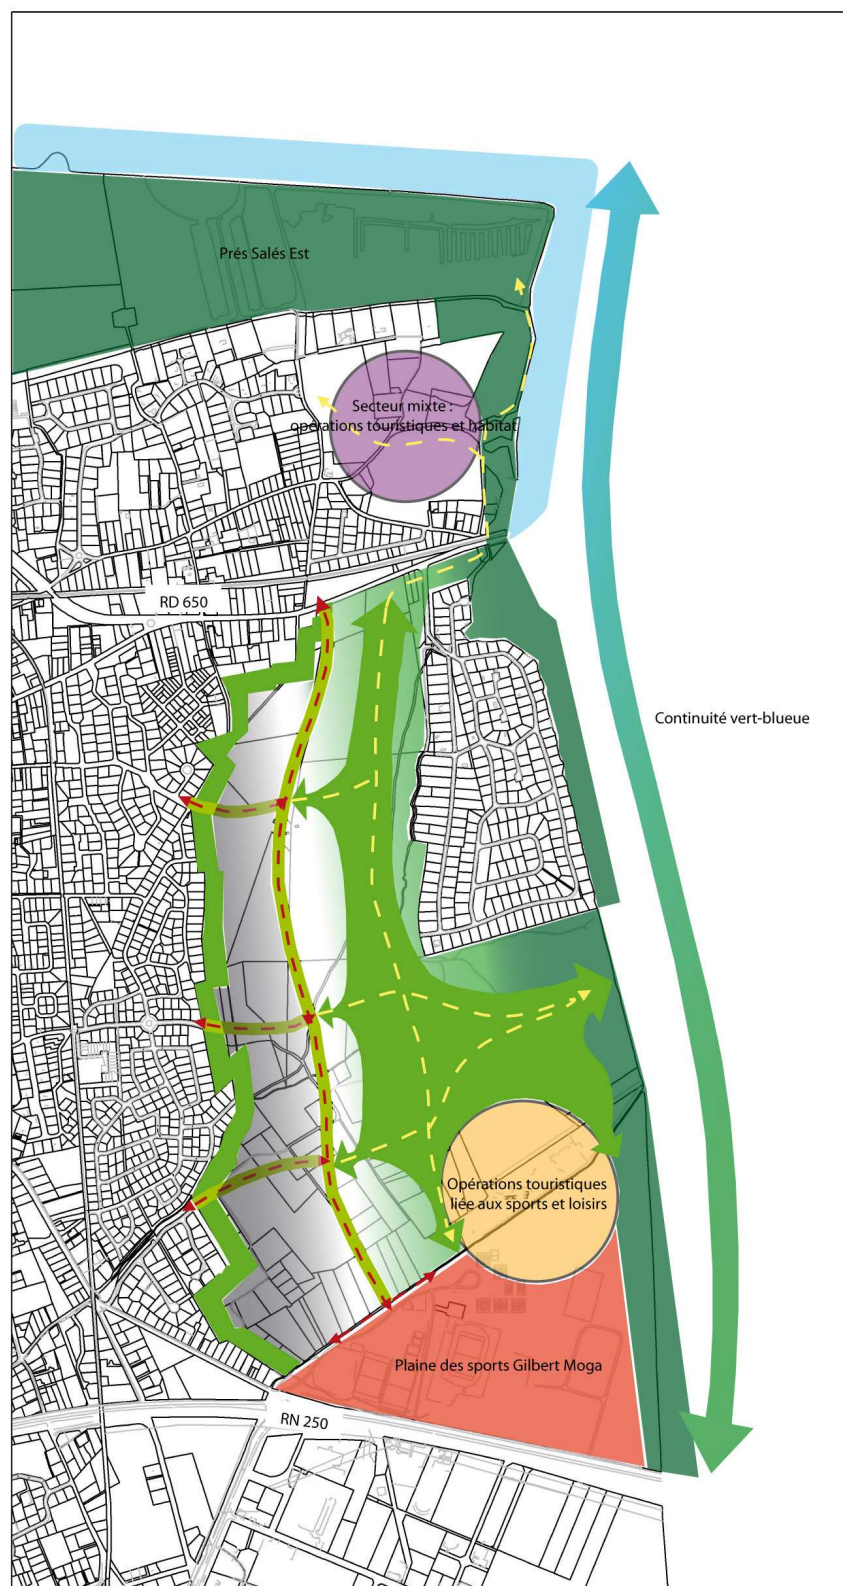 Prés Salés Est
Secteur mixte :
opérations touristiques et habitat
RD 650
Continuité vert-blueue
Opérations touristiques
liée aux sports et loisirs
Plaine des sports Gilbert Moga
RN 250